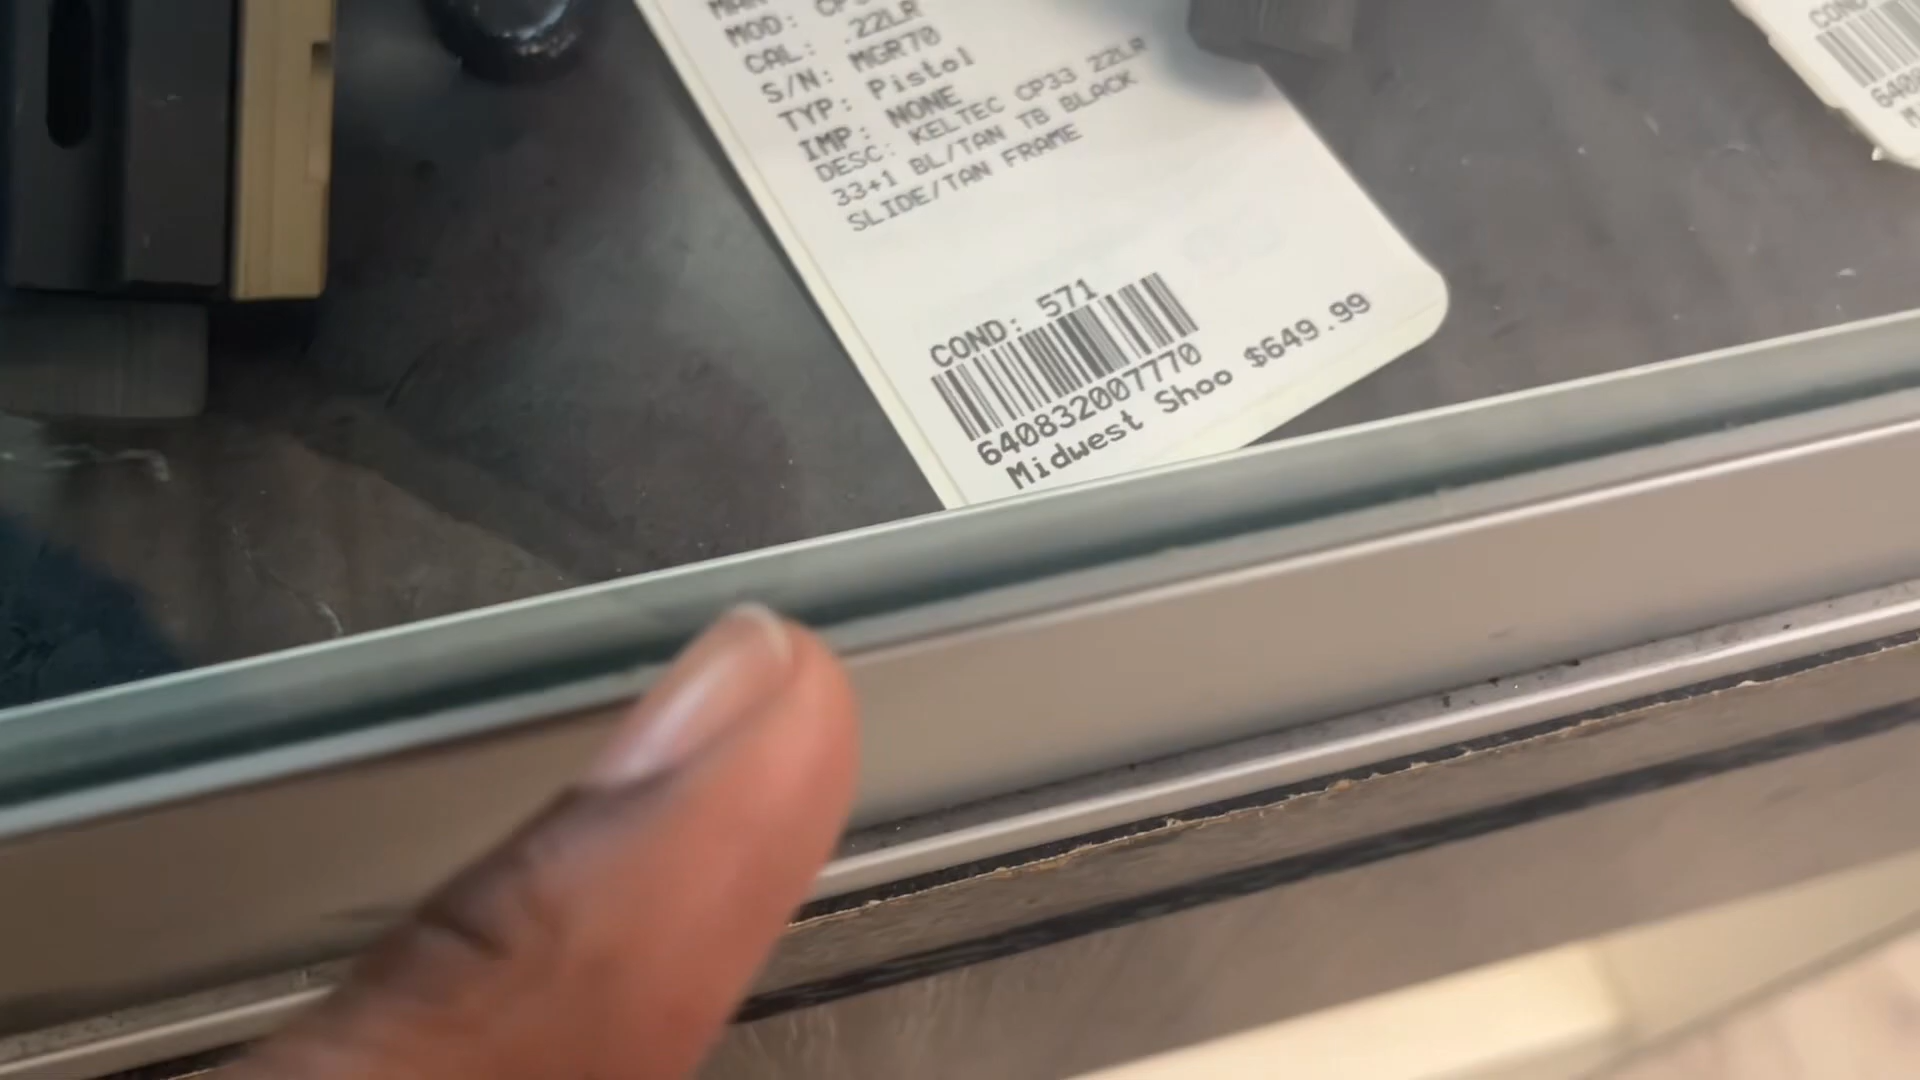 MOD:
CAL: .22LR
S/N: MGR70
TYP: Pistol
IMP: NONE
DESC: KELTEC CP33 22LR
33+1 BL/TAN TB BLACK
SLIDE/TAN FRAME
COND: 571
640832007770
Midwest Shoo $649.99